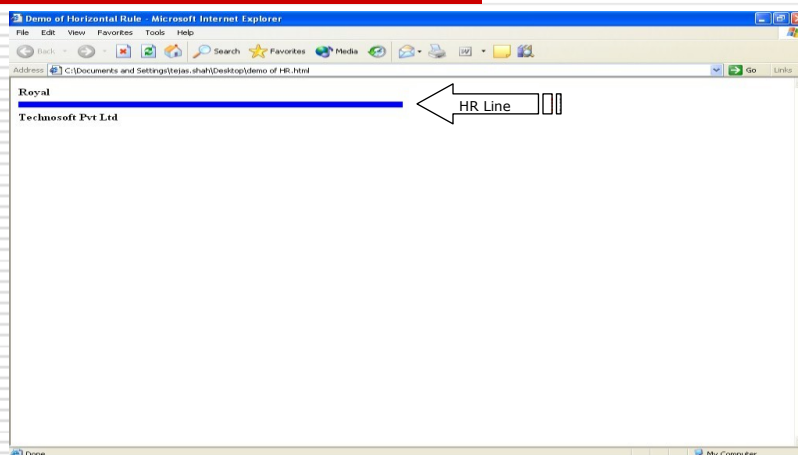 Demo of Horizontal Rule - Microsoft Internet Explorer
File Edit View Favorites Tools Help
Back Search Favorites Media
Address C:\Documents and Settings\tejas.shah\Desktop\demo of HR.html Go Links
Royal
HR Line
Technosoft Pvt Ltd
Done My Computer